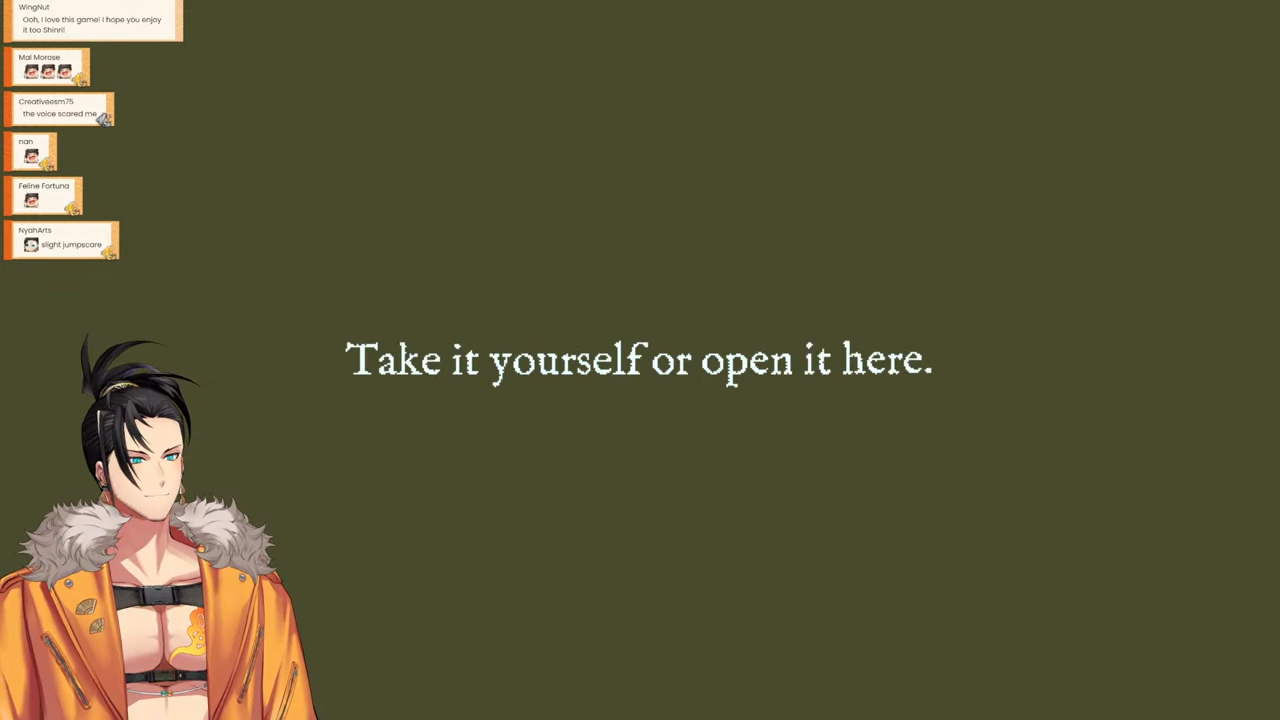 WingNut
Ooh, I love this game! I hope you enjoy
it too Shinri!
Mal Morose
Creativeesm75
the voice scared me
nan
Feline Fortuna
NyahArts
slight jumpscare
Take it yourself or open it here.